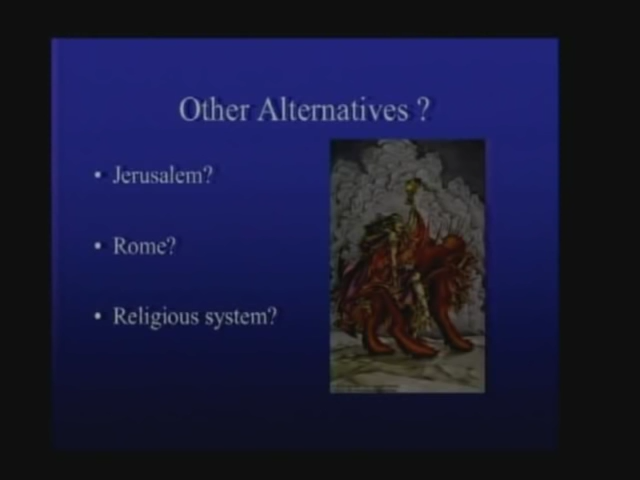 Other Alternatives ?
• Jerusalem?
• Rome?
• Religious system?